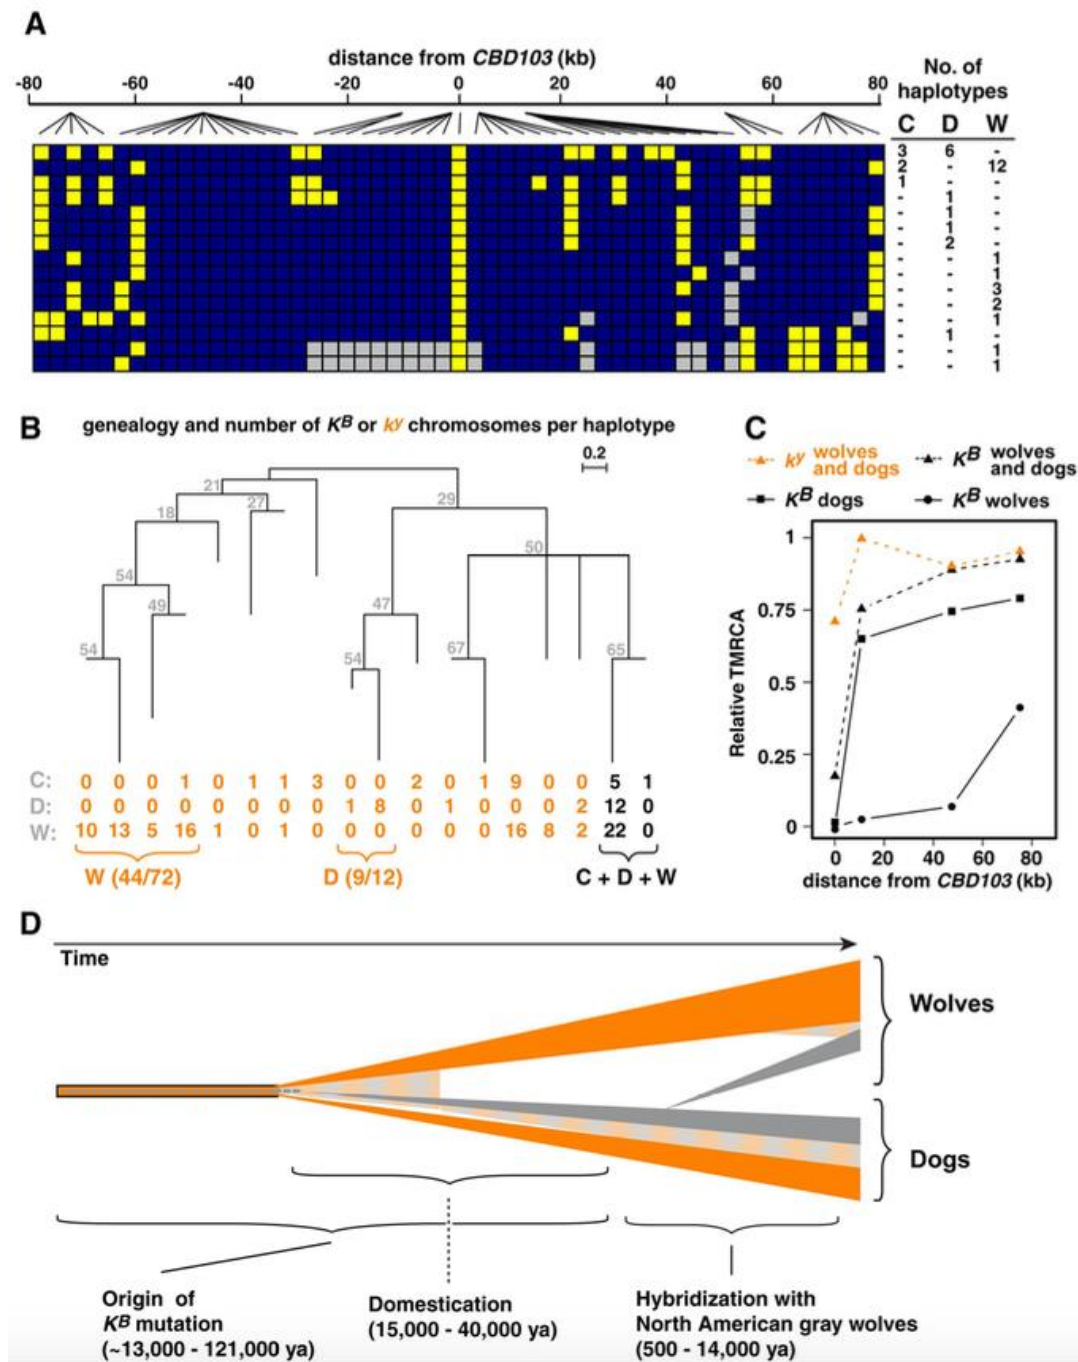 A
distance from CBD103 (kb)
-80 -60 -40 -20 0 20 40 60 80
No. of
haplotypes
C D W
3 6 -
2 - 12
1 - -
- 1 -
- 1 -
- 1 -
- 2 -
- - 1
- - 1
- - 3
- - 2
- - 1
- 1 -
- - 1
- - 1
B
genealogy and number of Kᴮ or kʸ chromosomes per haplotype
0.2
21
27
18
29
50
54
49
47
54
67
65
54
C: 0 0 0 1 0 1 1 3 0 0 2 0 1 9 0 0 5 1
D: 0 0 0 0 0 0 0 0 1 8 0 1 0 0 0 2 12 0
W: 10 13 5 16 1 0 1 0 0 0 0 0 0 16 8 2 22 0
W (44/72)
D (9/12)
C + D + W
C
kʸ wolves and dogs
Kᴮ wolves and dogs
Kᴮ dogs
Kᴮ wolves
Relative TMRCA
1
0.75
0.5
0.25
0
0 20 40 60 80
distance from CBD103 (kb)
D
Time
Wolves
Dogs
Origin of
Kᴮ mutation
(~13,000 - 121,000 ya)
Domestication
(15,000 - 40,000 ya)
Hybridization with
North American gray wolves
(500 - 14,000 ya)